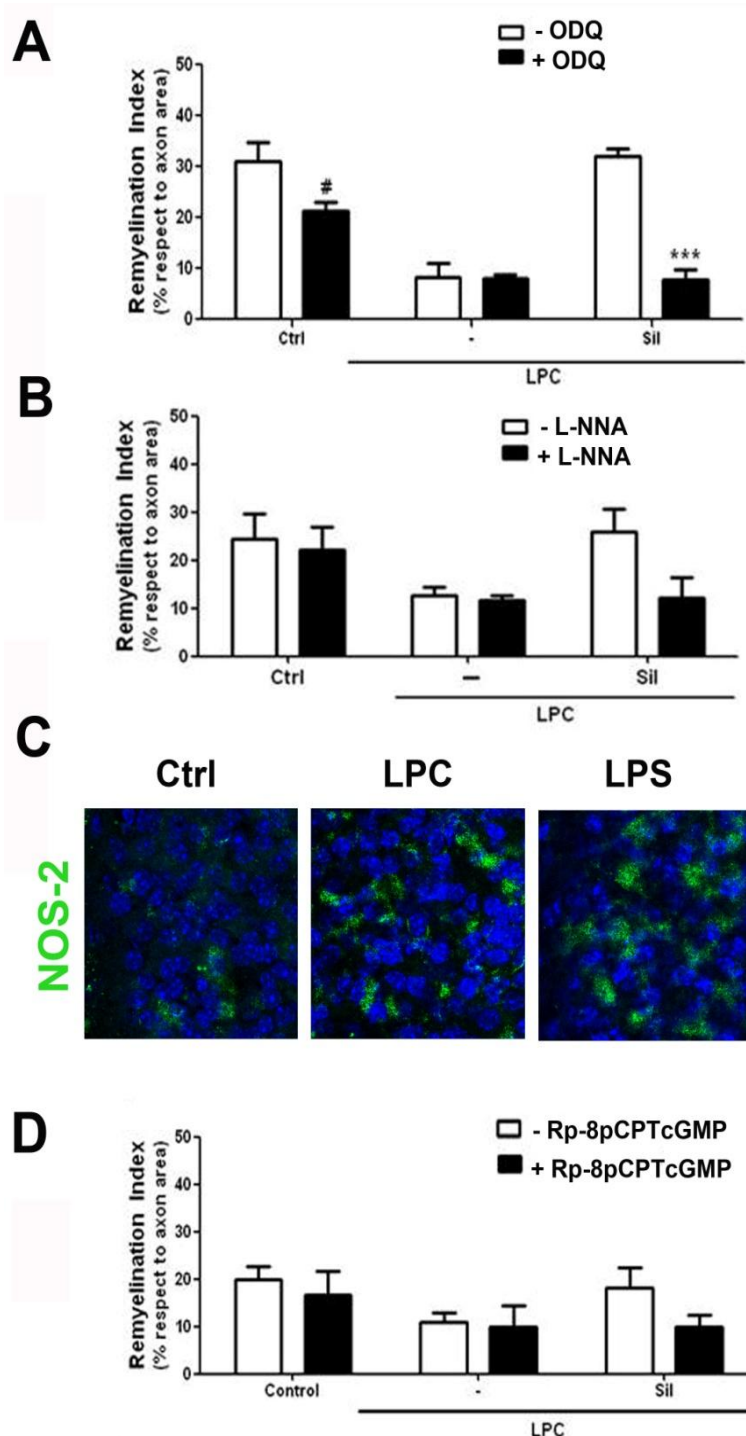 A
- ODQ
+ ODQ
Remyelination Index
(% respect to axon area)
50
40
30
20
10
0
#
***
Ctrl - Sil
LPC
B
- L-NNA
+ L-NNA
Remyelination Index
(% respect to axon area)
50
40
30
20
10
0
Ctrl — Sil
LPC
C
Ctrl LPC LPS
NOS-2
D
- Rp-8pCPTcGMP
+ Rp-8pCPTcGMP
Remyelination Index
(% respect to axon area)
50
40
30
20
10
0
Control - Sil
LPC